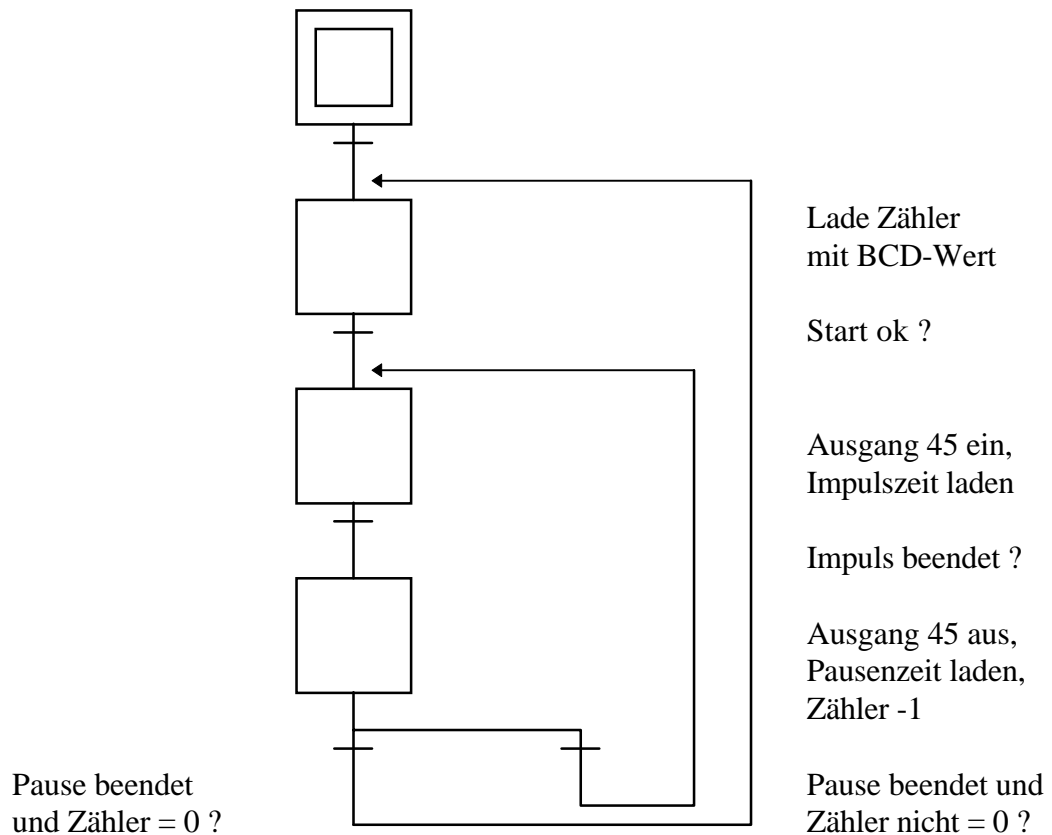 Lade Zähler
mit BCD-Wert
Start ok ?
Ausgang 45 ein,
Impulszeit laden
Impuls beendet ?
Ausgang 45 aus,
Pausenzeit laden,
Zähler -1
Pause beendet
und Zähler = 0 ?
Pause beendet und
Zähler nicht = 0 ?